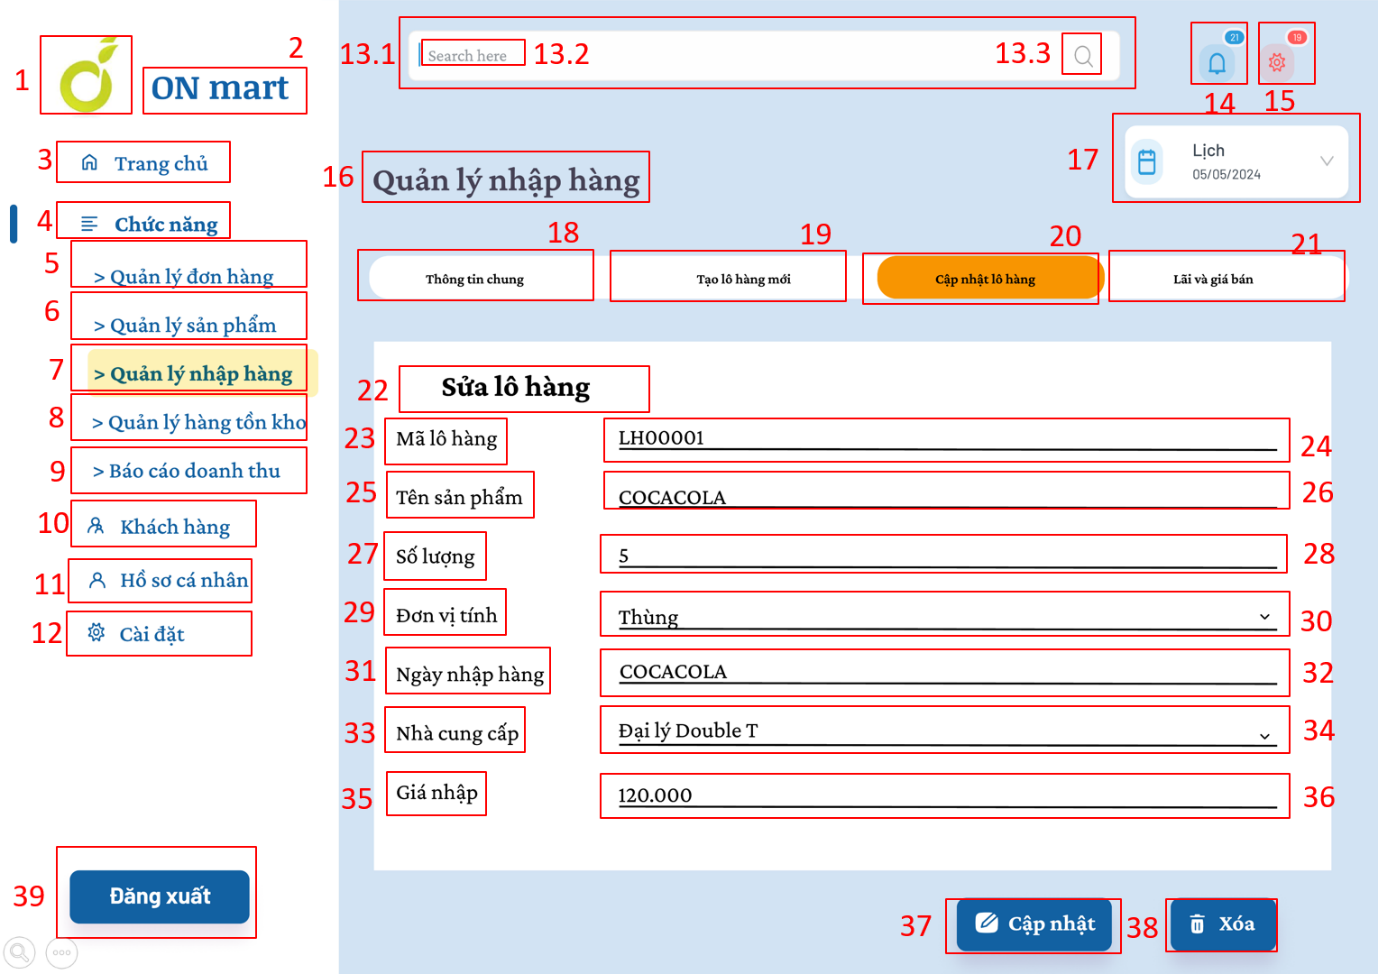 1
2
ON mart
3
Trang chủ
4
Chức năng
5
> Quản lý đơn hàng
6
> Quản lý sản phẩm
7
> Quản lý nhập hàng
8
> Quản lý hàng tồn kho
9
> Báo cáo doanh thu
10
Khách hàng
11
Hồ sơ cá nhân
12
Cài đặt
39
Đăng xuất
13.1
Search here
13.2
13.3
21
14
19
15
16
Quản lý nhập hàng
17
Lịch
05/05/2024
18
Thông tin chung
19
Tạo lô hàng mới
20
Cập nhật lô hàng
21
Lãi và giá bán
22
Sửa lô hàng
23
Mã lô hàng
LH00001
24
25
Tên sản phẩm
COCACOLA
26
27
Số lượng
5
28
29
Đơn vị tính
Thùng
30
31
Ngày nhập hàng
COCACOLA
32
33
Nhà cung cấp
Đại lý Double T
34
35
Giá nhập
120.000
36
37
Cập nhật
38
Xóa